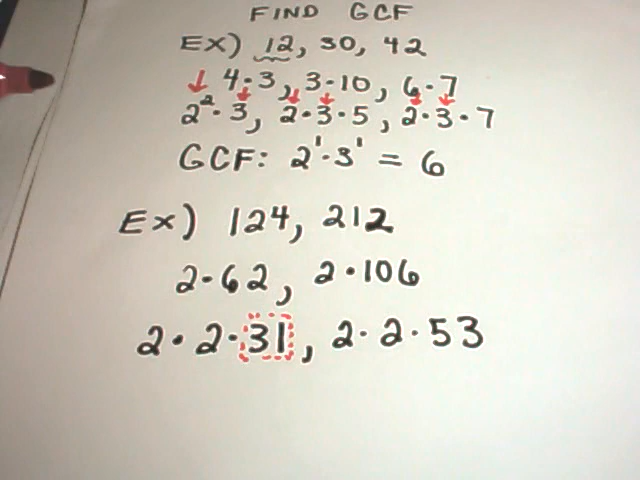 FIND GCF
EX) 12, 30, 42
4·3, 3·10, 6·7
2²·3, 2·3·5, 2·3·7
GCF: 2¹·3¹ = 6
EX) 124, 212
2·62, 2·106
2·2·31, 2·2·53